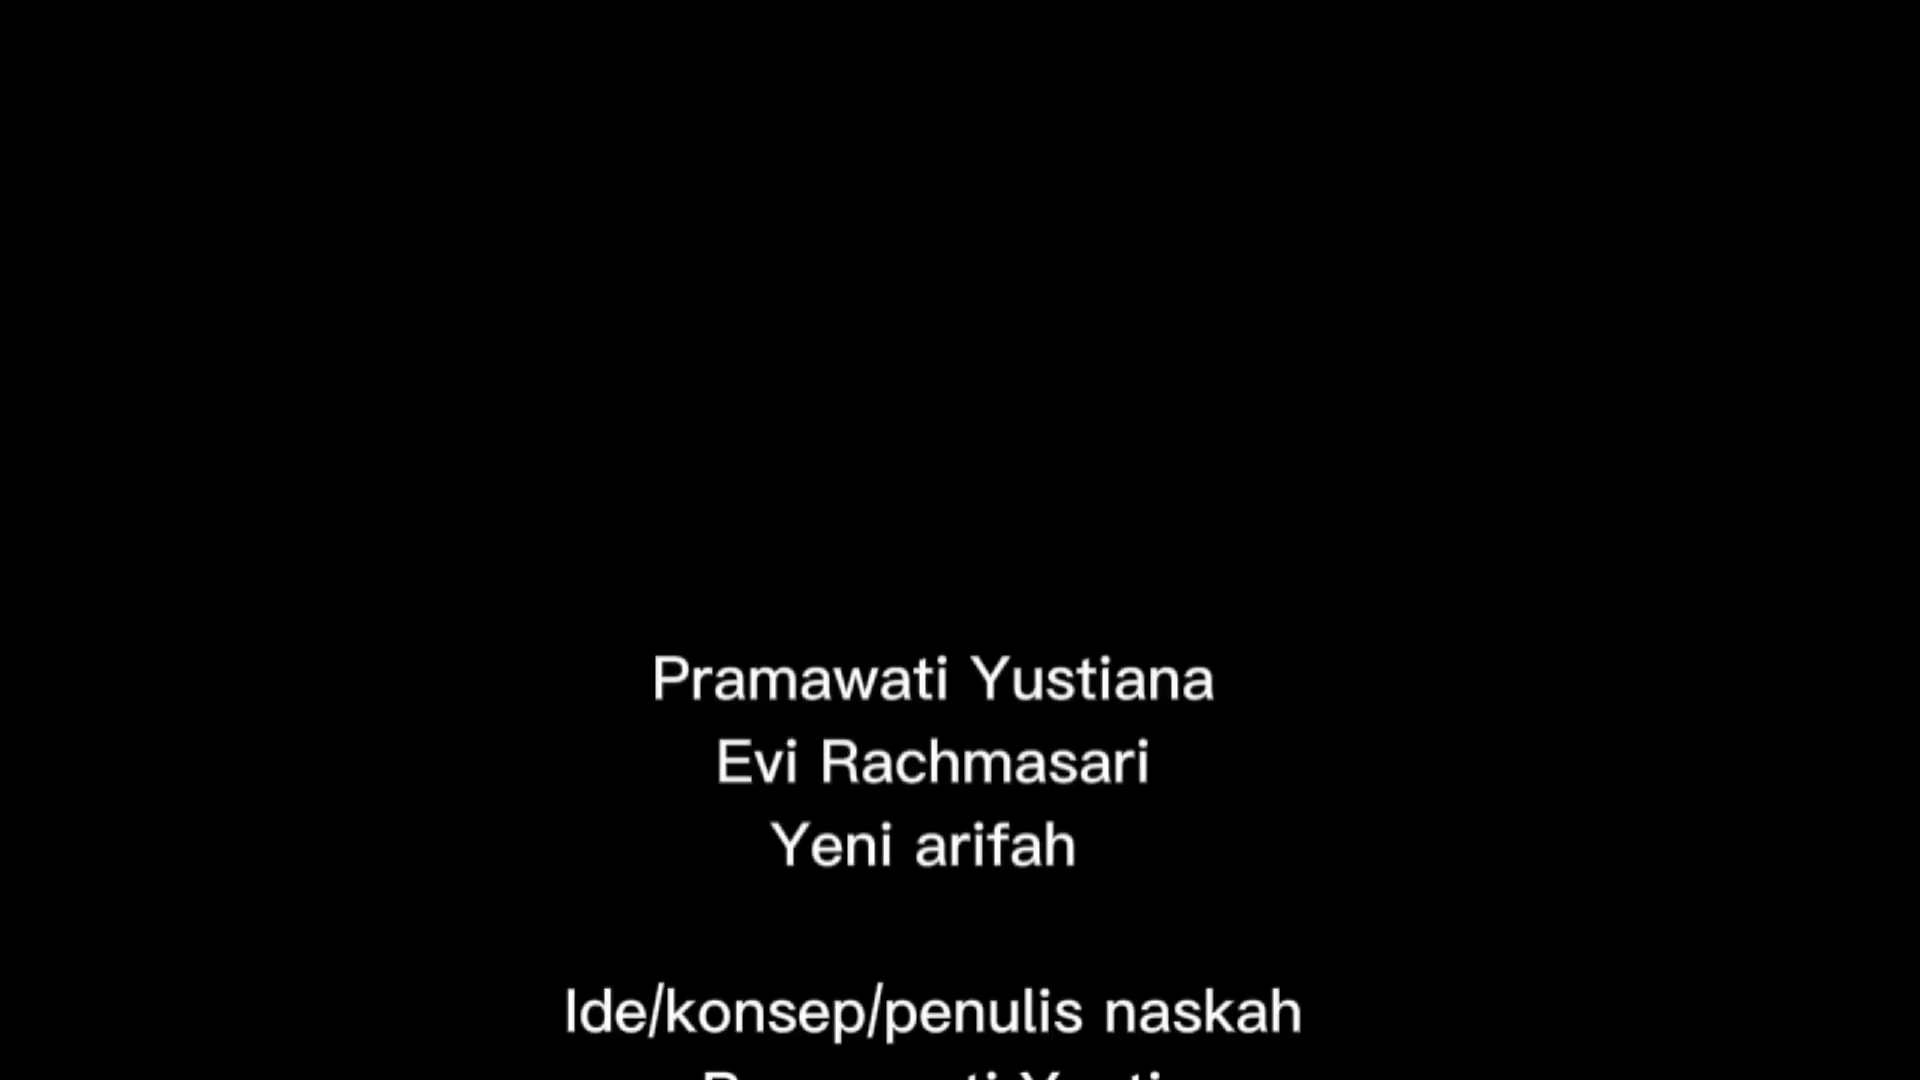 Pramawati Yustiana
Evi Rachmasari
Yeni arifah
Ide/konsep/penulis naskah